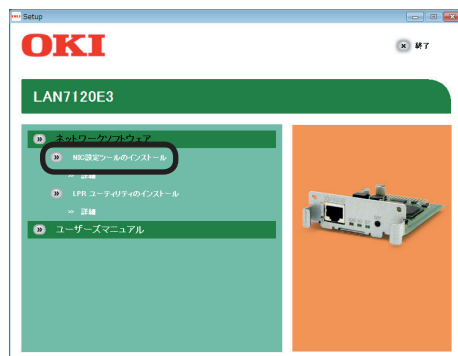 Setup
OKI
終了
LAN7120E3
ネットワークソフトウェア
NIC設定ツールのインストール
詳細
LPR ユーティリティのインストール
詳細
ユーザーズマニュアル